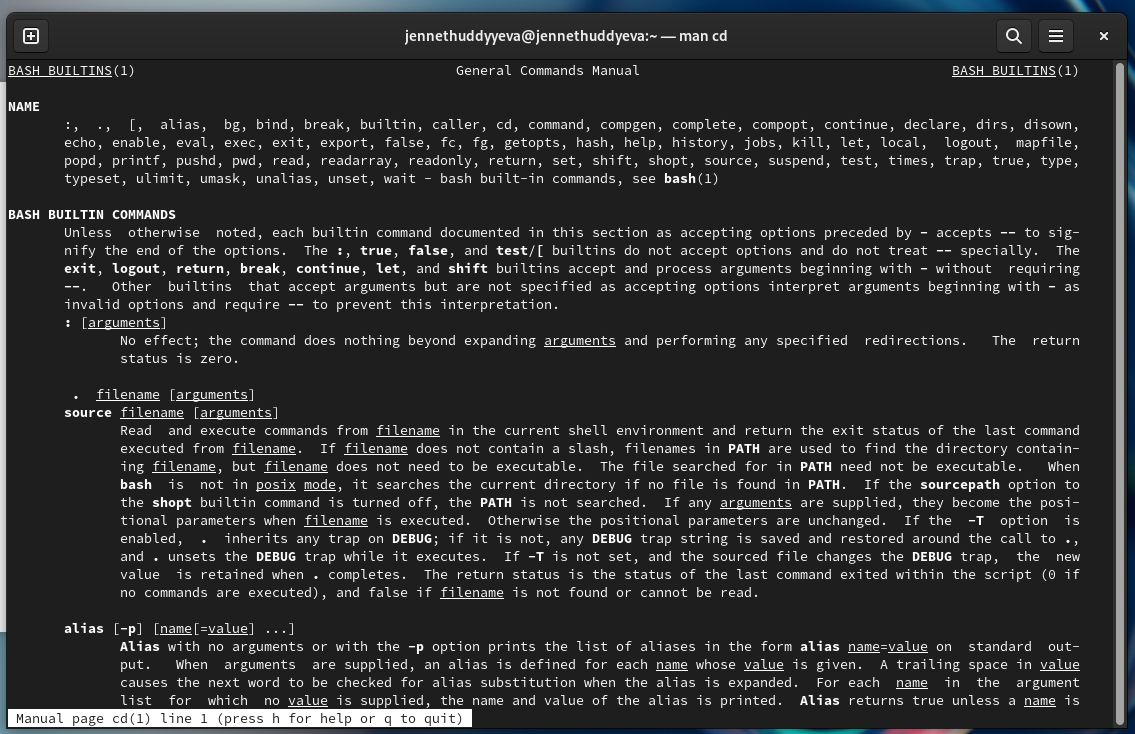 jennethuddyyeva@jennethuddyeva:~ — man cd
BASH BUILTINS(1) General Commands Manual BASH BUILTINS(1)
NAME
:, ., [, alias, bg, bind, break, builtin, caller, cd, command, compgen, complete, compopt, continue, declare, dirs, disown,
echo, enable, eval, exec, exit, export, false, fc, fg, getopts, hash, help, history, jobs, kill, let, local, logout, mapfile,
popd, printf, pushd, pwd, read, readarray, readonly, return, set, shift, shopt, source, suspend, test, times, trap, true, type,
typeset, ulimit, umask, unalias, unset, wait - bash built-in commands, see bash(1)
BASH BUILTIN COMMANDS
Unless otherwise noted, each builtin command documented in this section as accepting options preceded by - accepts -- to sig-
nify the end of the options. The :, true, false, and test/[ builtins do not accept options and do not treat -- specially. The
exit, logout, return, break, continue, let, and shift builtins accept and process arguments beginning with - without requiring
--. Other builtins that accept arguments but are not specified as accepting options interpret arguments beginning with - as
invalid options and require -- to prevent this interpretation.
: [arguments]
No effect; the command does nothing beyond expanding arguments and performing any specified redirections. The return
status is zero.
. filename [arguments]
source filename [arguments]
Read and execute commands from filename in the current shell environment and return the exit status of the last command
executed from filename. If filename does not contain a slash, filenames in PATH are used to find the directory contain-
ing filename, but filename does not need to be executable. The file searched for in PATH need not be executable. When
bash is not in posix mode, it searches the current directory if no file is found in PATH. If the sourcepath option to
the shopt builtin command is turned off, the PATH is not searched. If any arguments are supplied, they become the posi-
tional parameters when filename is executed. Otherwise the positional parameters are unchanged. If the -T option is
enabled, . inherits any trap on DEBUG; if it is not, any DEBUG trap string is saved and restored around the call to .,
and . unsets the DEBUG trap while it executes. If -T is not set, and the sourced file changes the DEBUG trap, the new
value is retained when . completes. The return status is the status of the last command exited within the script (0 if
no commands are executed), and false if filename is not found or cannot be read.
alias [-p] [name[=value] ...]
Alias with no arguments or with the -p option prints the list of aliases in the form alias name=value on standard out-
put. When arguments are supplied, an alias is defined for each name whose value is given. A trailing space in value
causes the next word to be checked for alias substitution when the alias is expanded. For each name in the argument
list for which no value is supplied, the name and value of the alias is printed. Alias returns true unless a name is
Manual page cd(1) line 1 (press h for help or q to quit)